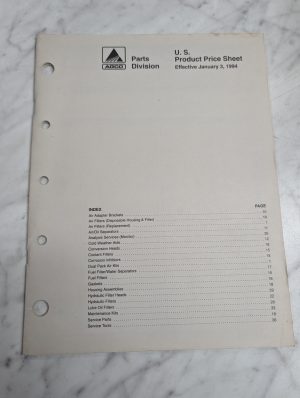 AGCO
Parts
Division
U. S.
Product Price Sheet
Effective January 3, 1994
INDEX PAGE
Air Adapter Brackets
Air Filters (Disposable Housing & Filter)
Air Filters (Replacement)
Air/Oil Separators
Analysis Services (Monitor)
Cold Weather Aids
Conversion Heads
Coolant Filters
Corrosion Inhibitors
Dual Pack Air Kits
Fuel Filter/Water Separators
Fuel Filters
Gaskets
Housing Assemblies
Hydraulic Filter Heads
Hydraulic Filters
Lube Oil Filters
Maintenance Kits
Service Parts
Service Tools